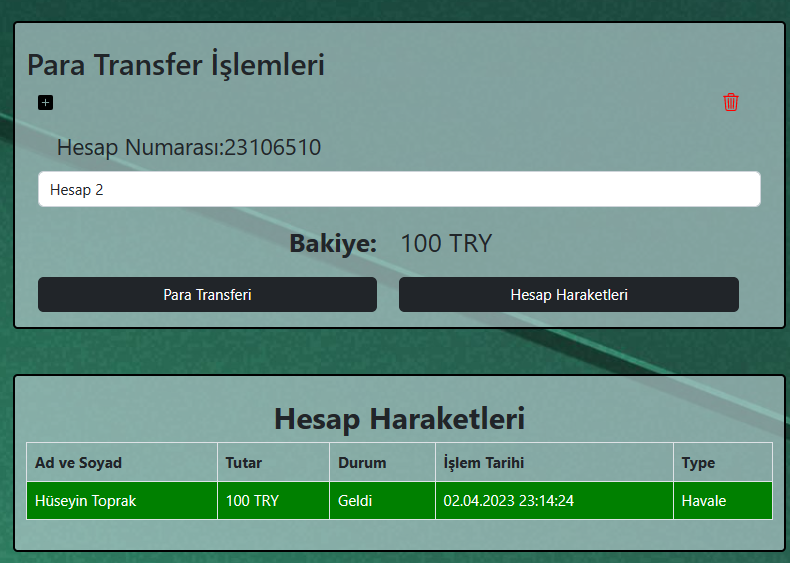 Para Transfer İşlemleri
Hesap Numarası:23106510
Hesap 2
Bakiye: 100 TRY
Para Transferi Hesap Haraketleri
Hesap Haraketleri
Ad ve Soyad Tutar Durum İşlem Tarihi Type
Hüseyin Toprak 100 TRY Geldi 02.04.2023 23:14:24 Havale